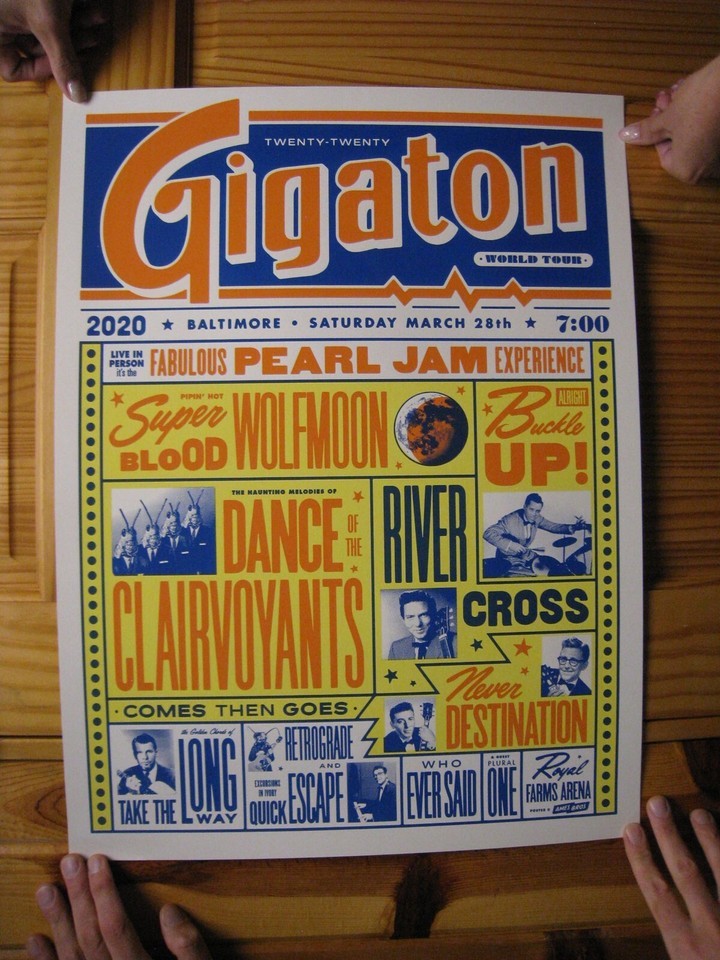 TWENTY-TWENTY
Gigaton
· WORLD TOUR ·
2020 ★ BALTIMORE • SATURDAY MARCH 28th ★ 7:00
LIVE IN
PERSON
it's the
FABULOUS PEARL JAM EXPERIENCE
PIPIN' HOT
Super
BLOOD WOLFMOON
ALRIGHT
Buckle
UP!
THE HAUNTING MELODIES OF
DANCE
OF
THE
CLAIRVOYANTS
RIVER
CROSS
· COMES THEN GOES ·
Never
DESTINATION
the Golden Chords of
TAKE THE LONG
WAY
RETROGRADE
AND
EXCURSIONS
IN IVORY
QUICK ESCAPE
WHO
EVER SAID
PLURAL
ONE
Royal
FARMS ARENA
POSTER BY AMES BROS